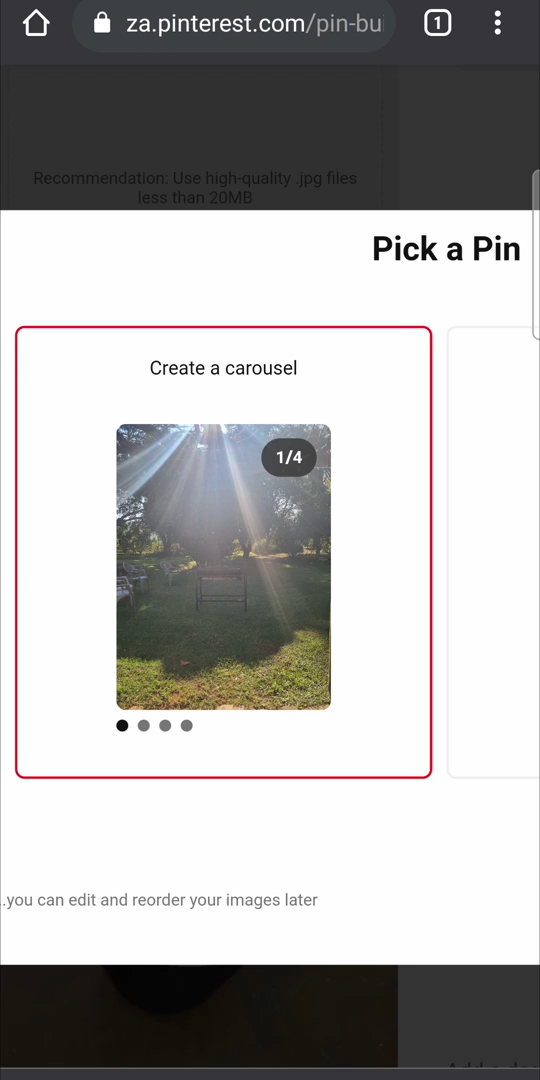 za.pinterest.com/pin-bui
1
Recommendation: Use high-quality .jpg files
less than 20MB
Pick a Pin
Create a carousel
1/4
..you can edit and reorder your images later